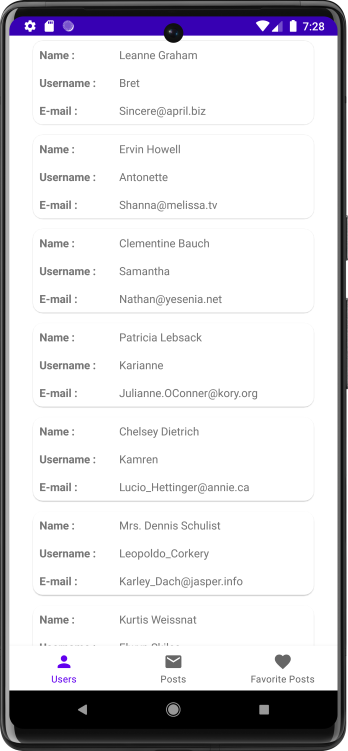 7:28
Name : Leanne Graham
Username : Bret
E-mail : Sincere@april.biz
Name : Ervin Howell
Username : Antonette
E-mail : Shanna@melissa.tv
Name : Clementine Bauch
Username : Samantha
E-mail : Nathan@yesenia.net
Name : Patricia Lebsack
Username : Karianne
E-mail : Julianne.OConner@kory.org
Name : Chelsey Dietrich
Username : Kamren
E-mail : Lucio_Hettinger@annie.ca
Name : Mrs. Dennis Schulist
Username : Leopoldo_Corkery
E-mail : Karley_Dach@jasper.info
Name : Kurtis Weissnat
Users Posts Favorite Posts